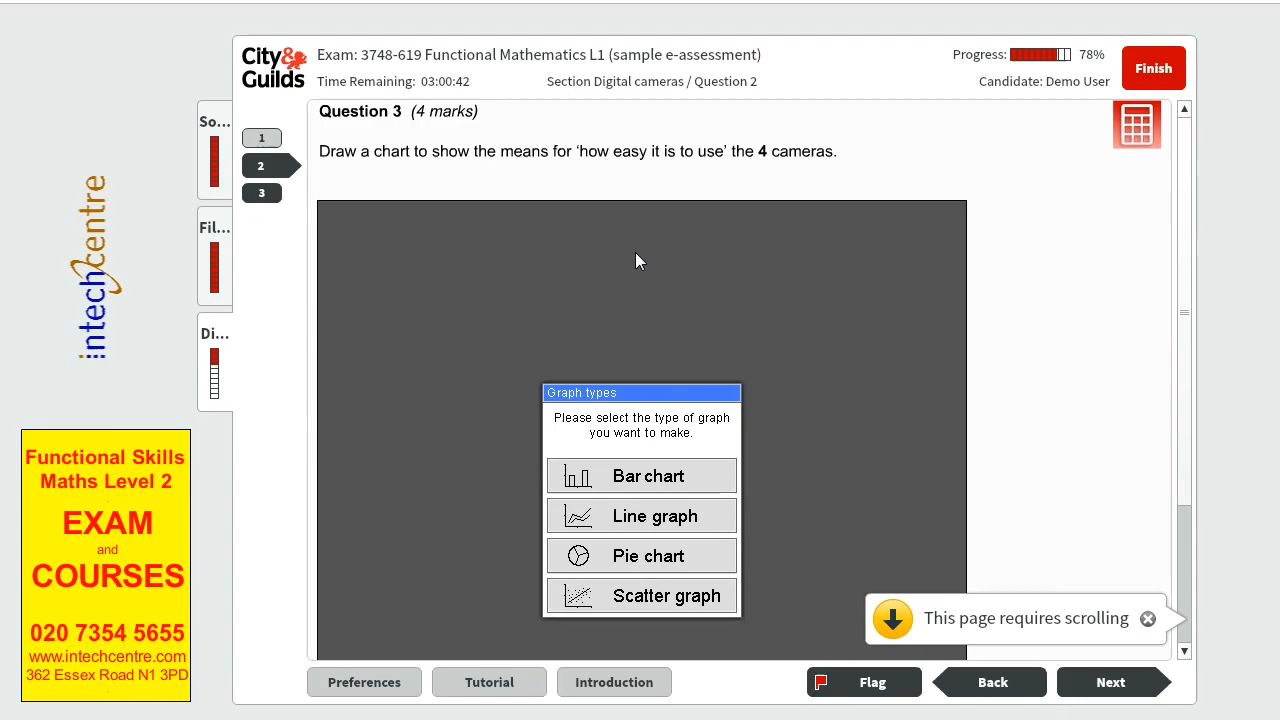 City&
Guilds
Exam: 3748-619 Functional Mathematics L1 (sample e-assessment)
Progress: 78%
Finish
Time Remaining: 03:00:42
Section Digital cameras / Question 2
Candidate: Demo User
So...
Fil...
Di...
1
2
3
Question 3 (4 marks)
Draw a chart to show the means for ‘how easy it is to use’ the 4 cameras.
Graph types
Please select the type of graph
you want to make.
Bar chart
Line graph
Pie chart
Scatter graph
This page requires scrolling
Preferences
Tutorial
Introduction
Flag
Back
Next
intechcentre
Functional Skills
Maths Level 2
EXAM
and
COURSES
020 7354 5655
www.intechcentre.com
362 Essex Road N1 3PD